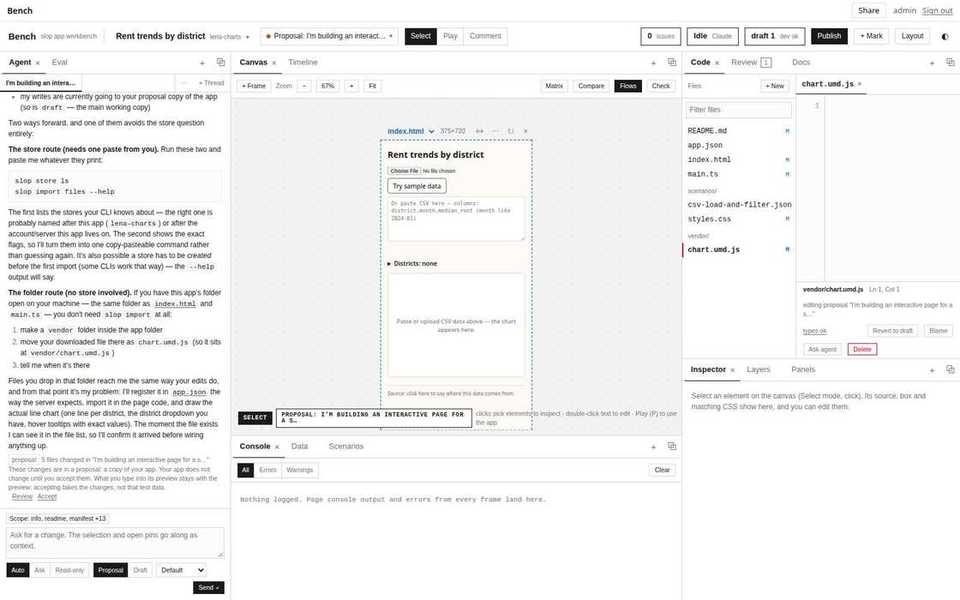 Bench
Share
admin
Sign out
Bench
slop app workbench
Rent trends by district
lens-charts
Proposal: I'm building an interact…
Select
Play
Comment
0 issues
Idle Claude
draft 1 dev ok
Publish
+ Mark
Layout
Agent ×
Eval
I'm building an intera…
+ Thread
my writes are currently going to your proposal copy of the app
(so is draft — the main working copy)
Two ways forward, and one of them avoids the store question
entirely:
The store route (needs one paste from you). Run these two and
paste me whatever they print:
slop store ls
slop import files --help
The first lists the stores your CLI knows about — the right one is
probably named after this app ( lena-charts ) or after the
account/server this app lives on. The second shows the exact
flags, so I'll turn them into one copy-pasteable command rather
than guessing again. It's also possible a store has to be created
before the first import (some CLIs work that way) — the --help
output will say.
The folder route (no store involved). If you have this app's folder
open on your machine — the same folder as index.html and
main.ts — you don't need slop import at all:
1. make a vendor folder inside the app folder
2. move your downloaded file there as chart.umd.js (so it sits
at vendor/chart.umd.js )
3. tell me when it's there
Files you drop in that folder reach me the same way your edits do,
and from that point it's my problem: I'll register it in app.json
the way the server expects, import it in the page code, and draw
the actual line chart (one line per district, the district dropdown you
have, hover tooltips with exact values). The moment the file exists
I can see it in the file list, so I'll confirm it arrived before wiring
anything up.
proposal 5 files changed in "I'm building an interactive page for a s…"
These changes are in a proposal: a copy of your app. Your app does not
change until you accept them. What you type into its preview stays with the
preview; accepting takes the changes, not that test data.
Review Accept
Scope: info, readme, manifest +13
Ask for a change. The selection and open pins go along as
context.
Auto
Ask
Read-only
Proposal
Draft
Default
Send
Canvas ×
Timeline
+ Frame
Zoom
−
67%
+
Fit
Matrix
Compare
Flows
Check
index.html
375×720
Rent trends by district
Choose File No file chosen
Try sample data
Or paste CSV here — columns:
district,month,median_rent (month like
2024-01)
Districts: none
Paste or upload CSV data above — the chart
appears here.
Source: click here to say where this data comes from.
SELECT
PROPOSAL: I'M BUILDING AN INTERACTIVE PAGE FOR
A S…
clicks pick elements to inspect · double-click text to edit · Play (P) to use
the app
Console ×
Data
Scenarios
All
Errors
Warnings
Clear
Nothing logged. Page console output and errors from every frame land here.
Code ×
Review 1
Docs
Files
+ New
Filter files
README.md M
app.json
index.html M
main.ts M
scenarios/
csv-load-and-filter.json
styles.css M
vendor/
chart.umd.js M
chart.umd.js ×
1
vendor/chart.umd.js Ln 1, Col 1
editing proposal "I'm building an interactive page for a
s…"
types ok
Revert to draft
Blame
Ask agent
Delete
Inspector ×
Layers
Panels
Select an element on the canvas (Select mode, click). Its source, box and
matching CSS show here, and you can edit them.